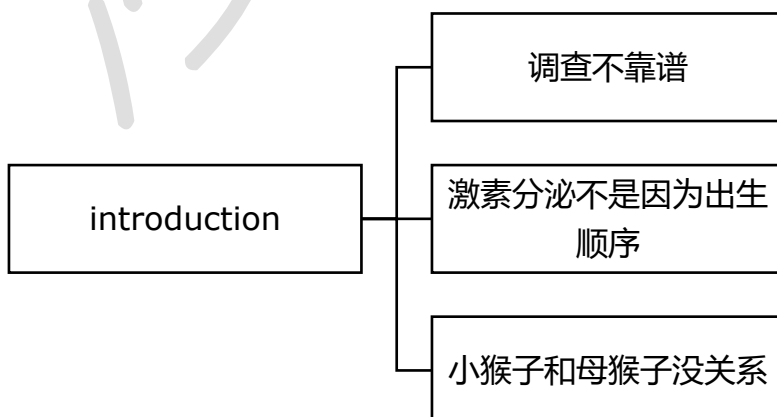 调查不靠谱
introduction
激素分泌不是因为出生
顺序
小猴子和母猴子没关系